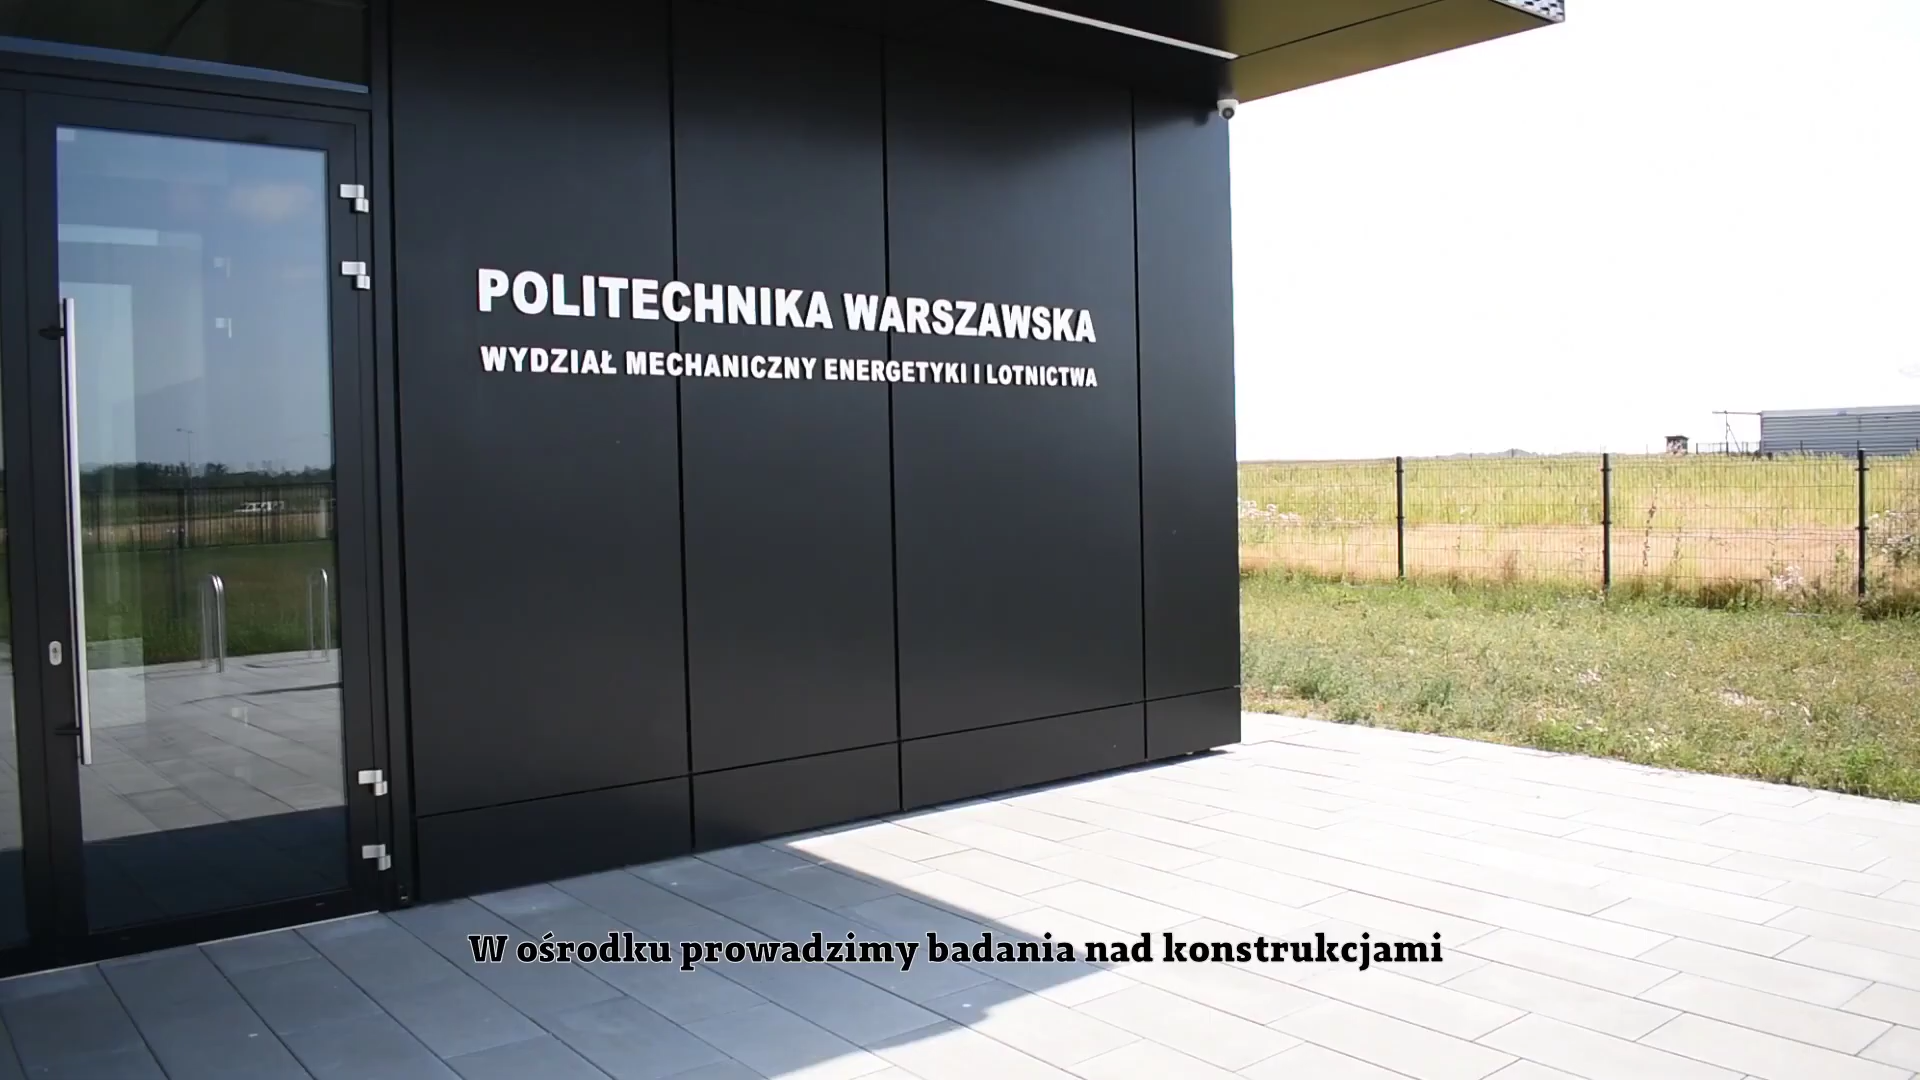 POLITECHNIKA WARSZAWSKA
WYDZIAŁ MECHANICZNY ENERGETYKI I LOTNICTWA
W ośrodku prowadzimy badania nad konstrukcjami